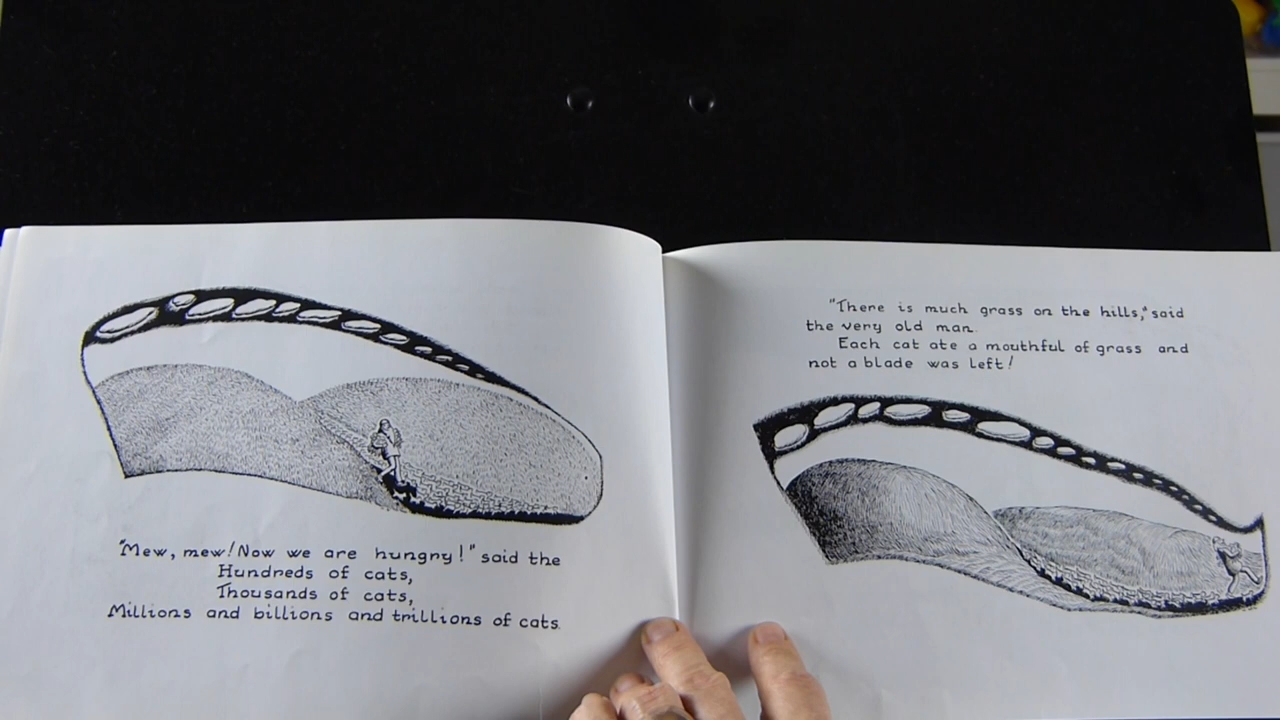 "Mew, mew! Now we are hungry!" said the
Hundreds of cats,
Thousands of cats,
Millions and billions and trillions of cats.
"There is much grass on the hills," said
the very old man.
Each cat ate a mouthful of grass and
not a blade was left!